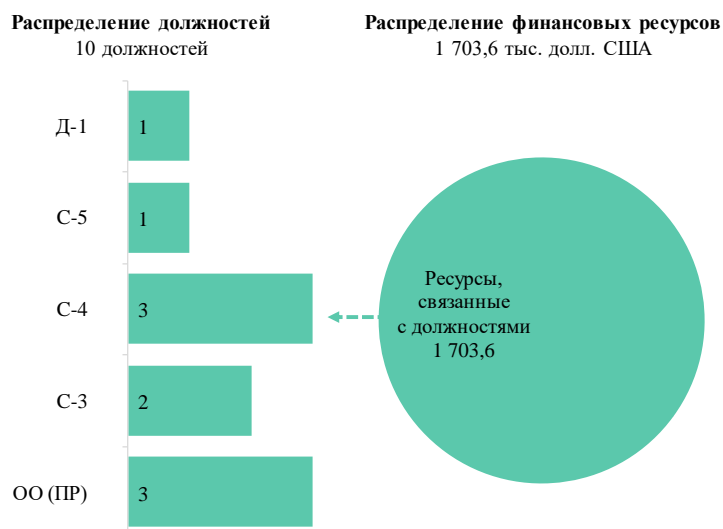 Распределение должностей
10 должностей
Д-1
1
С-5
1
С-4
3
С-3
2
ОО (ПР)
3
Распределение финансовых ресурсов
1 703,6 тыс. долл. США
Ресурсы,
связанные
с должностями
1 703,6